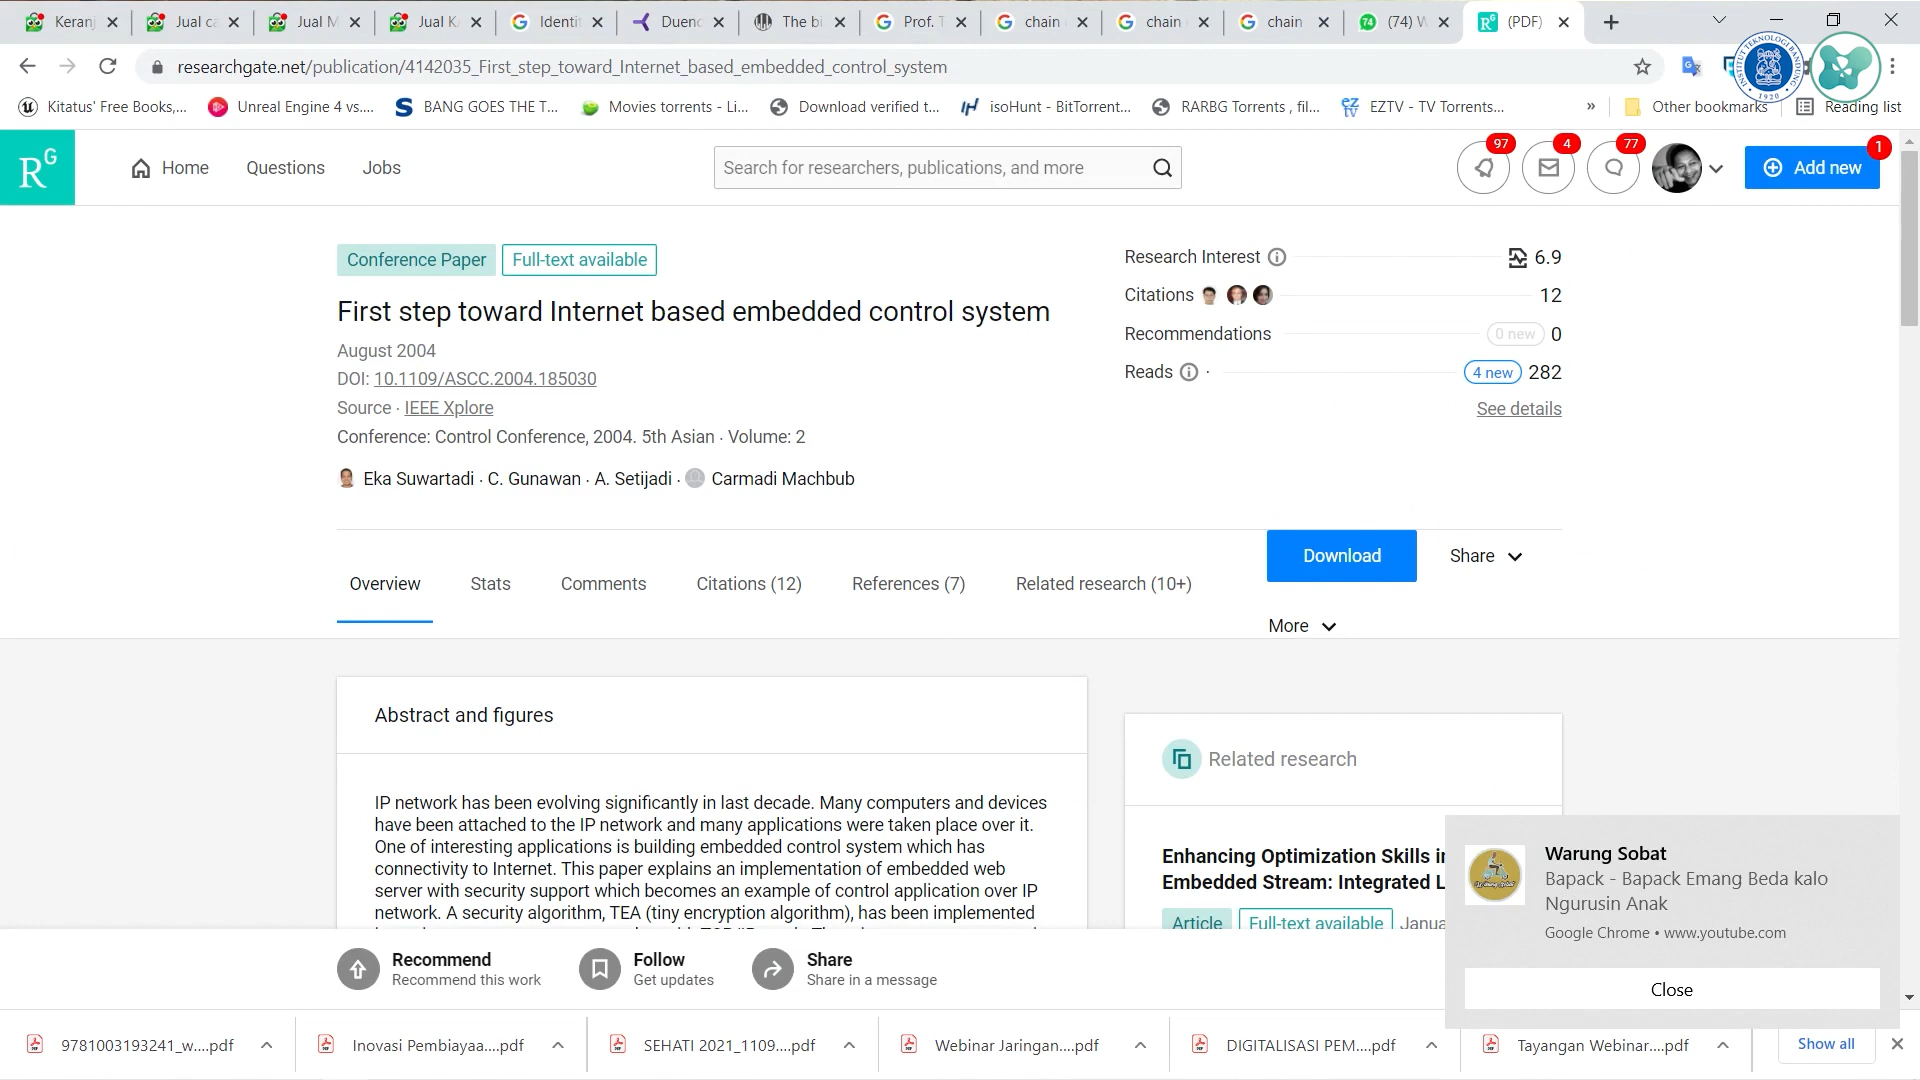 Keranj
Jual ca
Jual M
Jual K
Identi
Duenc
The bi
Prof. T
chain
chain
chain
(74) W
(PDF)
researchgate.net/publication/4142035_First_step_toward_Internet_based_embedded_control_system
INSTITUT TEKNOLOGI BANDUNG
1920
Kitatus' Free Books,...
Unreal Engine 4 vs....
BANG GOES THE T...
Movies torrents - Li...
Download verified t...
isoHunt - BitTorrent...
RARBG Torrents , fil...
EZTV - TV Torrents...
»
Other bookmarks
Reading list
RG
Home
Questions
Jobs
Search for researchers, publications, and more
97
4
77
1
Add new
Conference Paper
Full-text available
First step toward Internet based embedded control system
August 2004
DOI: 10.1109/ASCC.2004.185030
Source · IEEE Xplore
Conference: Control Conference, 2004. 5th Asian · Volume: 2
Eka Suwartadi · C. Gunawan · A. Setijadi · Carmadi Machbub
Research Interest 6.9
Citations 12
Recommendations 0 new 0
Reads · 4 new 282
See details
Overview
Stats
Comments
Citations (12)
References (7)
Related research (10+)
Download
Share
More
Abstract and figures
IP network has been evolving significantly in last decade. Many computers and devices
have been attached to the IP network and many applications were taken place over it.
One of interesting applications is building embedded control system which has
connectivity to Internet. This paper explains an implementation of embedded web
server with security support which becomes an example of control application over IP
network. A security algorithm, TEA (tiny encryption algorithm), has been implemented
Related research
Enhancing Optimization Skills i
Embedded Stream: Integrated L
Article
Full-text available
Janua
Recommend
Recommend this work
Follow
Get updates
Share
Share in a message
Warung Sobat
Bapack - Bapack Emang Beda kalo
Ngurusin Anak
Google Chrome • www.youtube.com
Close
9781003193241_w....pdf
Inovasi Pembiayaa....pdf
SEHATI 2021_1109....pdf
Webinar Jaringan....pdf
DIGITALISASI PEM....pdf
Tayangan Webinar....pdf
Show all